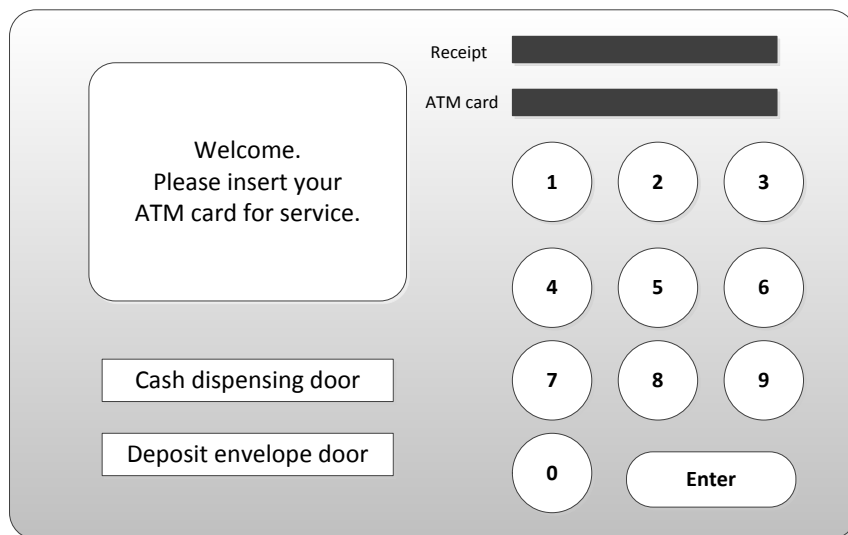 Receipt
ATM card
Welcome.
Please insert your
ATM card for service.
1 2 3
4 5 6
7 8 9
0 Enter
Cash dispensing door
Deposit envelope door